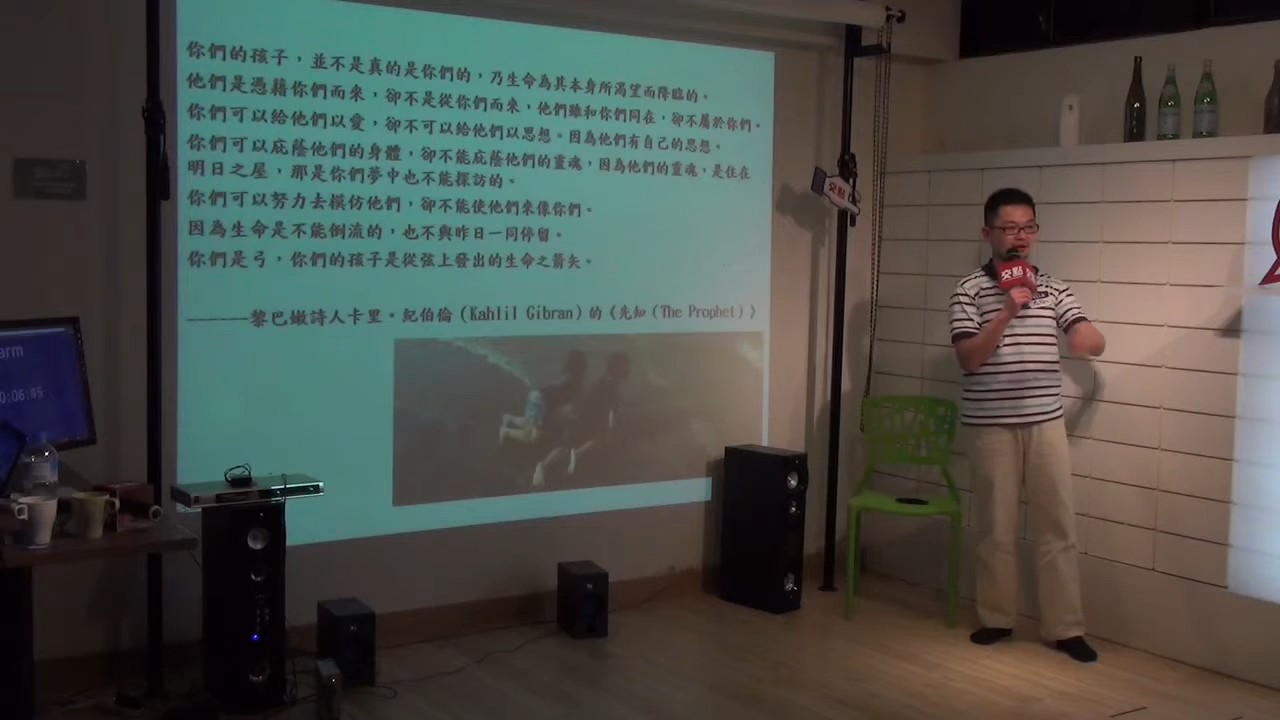 你們的孩子，並不是真的是你們的，乃生命為其本身所渴望而降臨的。
他們是憑藉你們而來，卻不是從你們而來，他們雖和你們同在，卻不屬於你們。
你們可以給他們以愛，卻不可以給他們以思想。因為他們有自己的思想。
你們可以庇蔭他們的身體，卻不能庇蔭他們的靈魂，因為他們的靈魂，是住在
明日之屋，那是你們夢中也不能探訪的。
你們可以努力去模仿他們，卻不能使他們來像你們。
因為生命是不能倒流的，也不與昨日一同停留。
你們是弓，你們的孩子是從弦上發出的生命之箭矢。
———黎巴嫩詩人卡里。紀伯倫（Kahlil Gibran）的《先知（The Prophet）》
arm
0:06:45
交點
交點